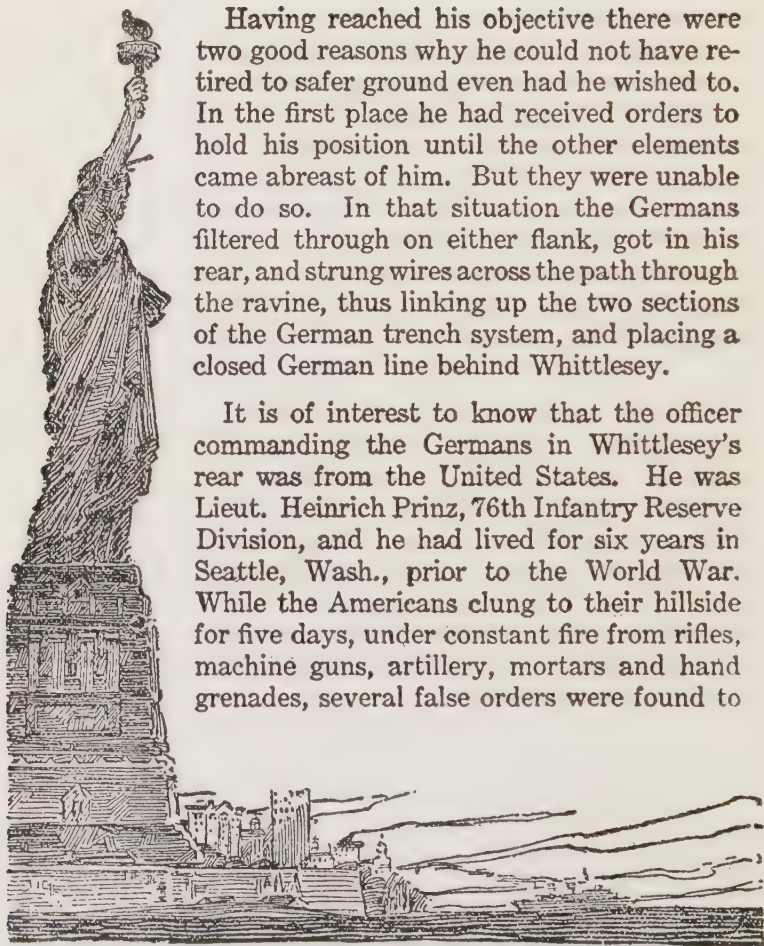 Having reached his objective there were
two good reasons why he could not have re-
tired to safer ground even had he wished to.
In the first place he had received orders to
hold his position until the other elements
came abreast of him. But they were unable
to do so. In that situation the Germans
filtered through on either flank, got in his
rear, and strung wires across the path through
the ravine, thus linking up the two sections
of the German trench system, and placing a
closed German line behind Whittlesey.
It is of interest to know that the officer
commanding the Germans in Whittlesey's
rear was from the United States. He was
Lieut. Heinrich Prinz, 76th Infantry Reserve
Division, and he had lived for six years in
Seattle, Wash., prior to the World War.
While the Americans clung to their hillside
for five days, under constant fire from rifles,
machine guns, artillery, mortars and hand
grenades, several false orders were found to